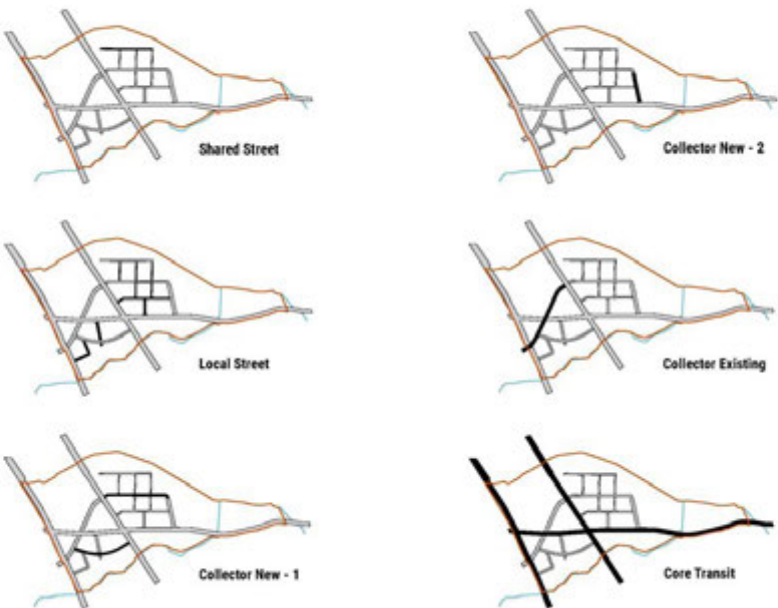 Shared Street
Collector New - 2
Local Street
Collector Existing
Collector New - 1
Core Transit